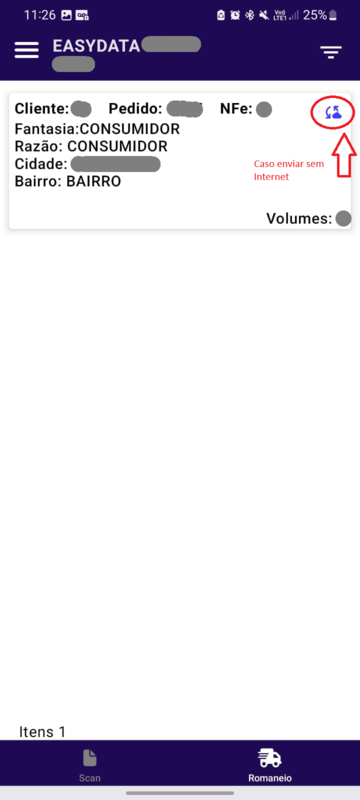 11:26 25%
EASYDATA
Cliente: Pedido: NFe:
Fantasia:CONSUMIDOR
Razão: CONSUMIDOR
Cidade:
Bairro: BAIRRO
Caso enviar sem
Internet
Volumes:
Itens 1
Scan Romaneio